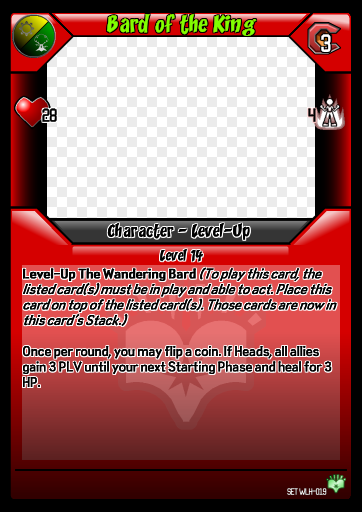 Bard of the King
3
28
4
Character - Level-Up
Level 14
Level-Up The Wandering Bard (To play this card, the
listed card(s) must be in play and able to act. Place this
card on top of the listed card(s). Those cards are now in
this card's Stack.)
Once per round, you may flip a coin. If Heads, all allies
gain 3 PLV until your next Starting Phase and heal for 3
HP.
SET WLH-019